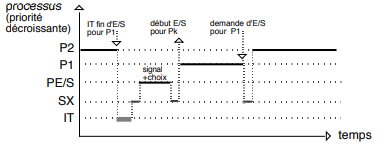 processus
(priorité
décroissante)
IT fin d'E/S
pour P1
début E/S
pour Pk
demande d'E/S
pour P1
P2
P1
signal
+choix
PE/S
SX
IT
temps